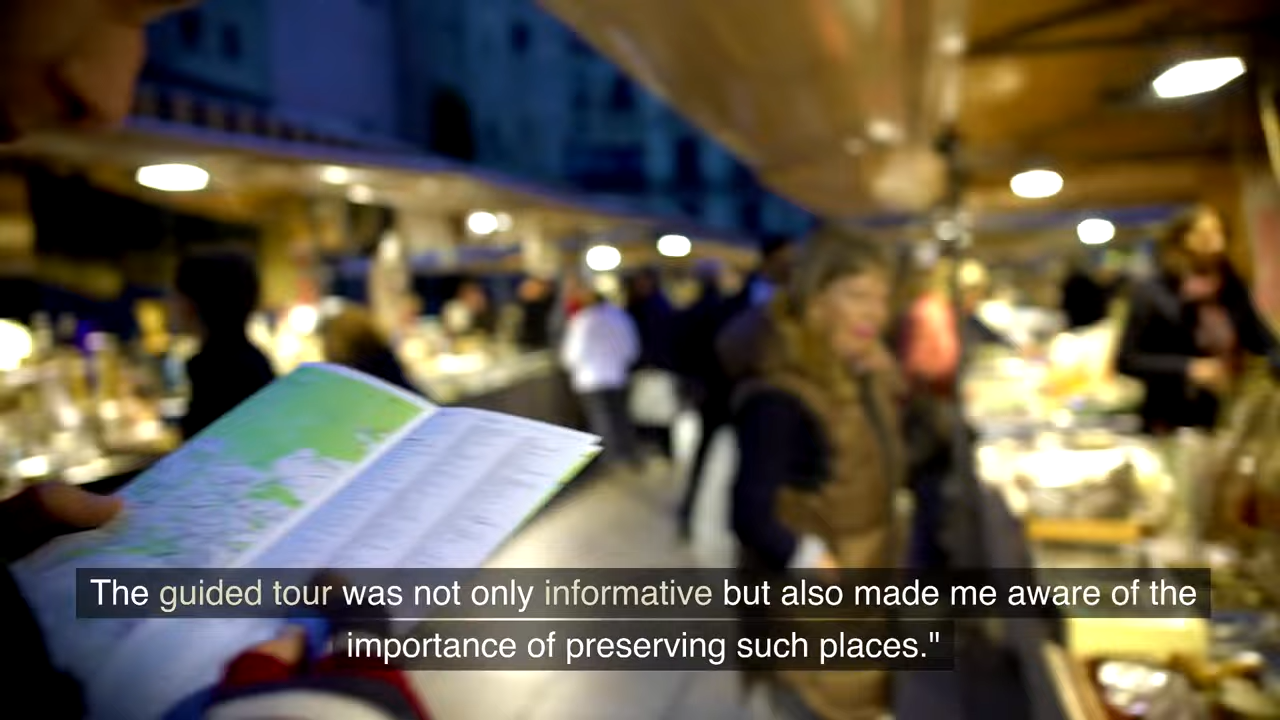 The guided tour was not only informative but also made me aware of the
importance of preserving such places."